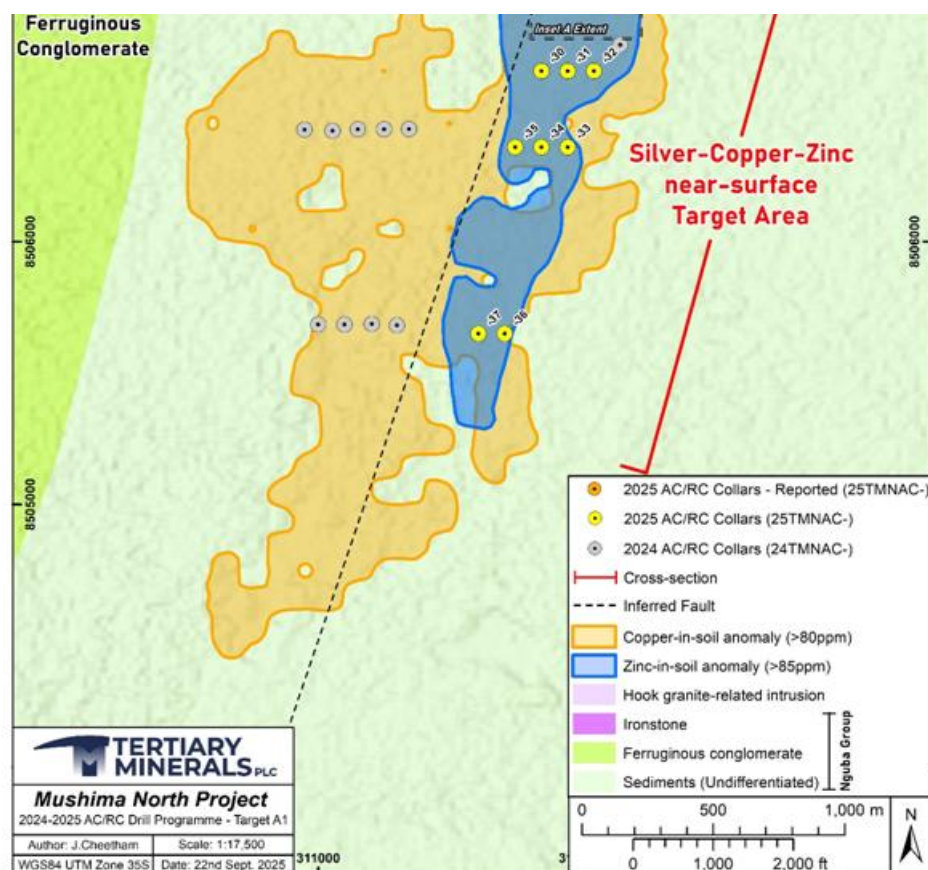 Ferruginous
Conglomerate
Inset A Extent
-30
-31
-32
-35
-34
-33
Silver-Copper-Zinc
near-surface
Target Area
8506000
8506000
-37
-36
8505000
2025 AC/RC Collars - Reported (25TMNAC-)
2025 AC/RC Collars (25TMNAC-)
2024 AC/RC Collars (24TMNAC-)
Cross-section
Inferred Fault
Copper-in-soil anomaly (>80ppm)
Zinc-in-soil anomaly (>85ppm)
Hook granite-related intrusion
Ironstone
Ferruginous conglomerate
Sediments (Undifferentiated)
Nguba Group
TERTIARY
MINERALS PLC
Mushima North Project
2024-2025 AC/RC Drill Programme - Target A1
Author: J.Cheetham
Scale: 1:17,500
WGS84 UTM Zone 35S
Date: 22nd Sept. 2025
311000
0 500 1,000 m
0 1,000 2,000 ft
N